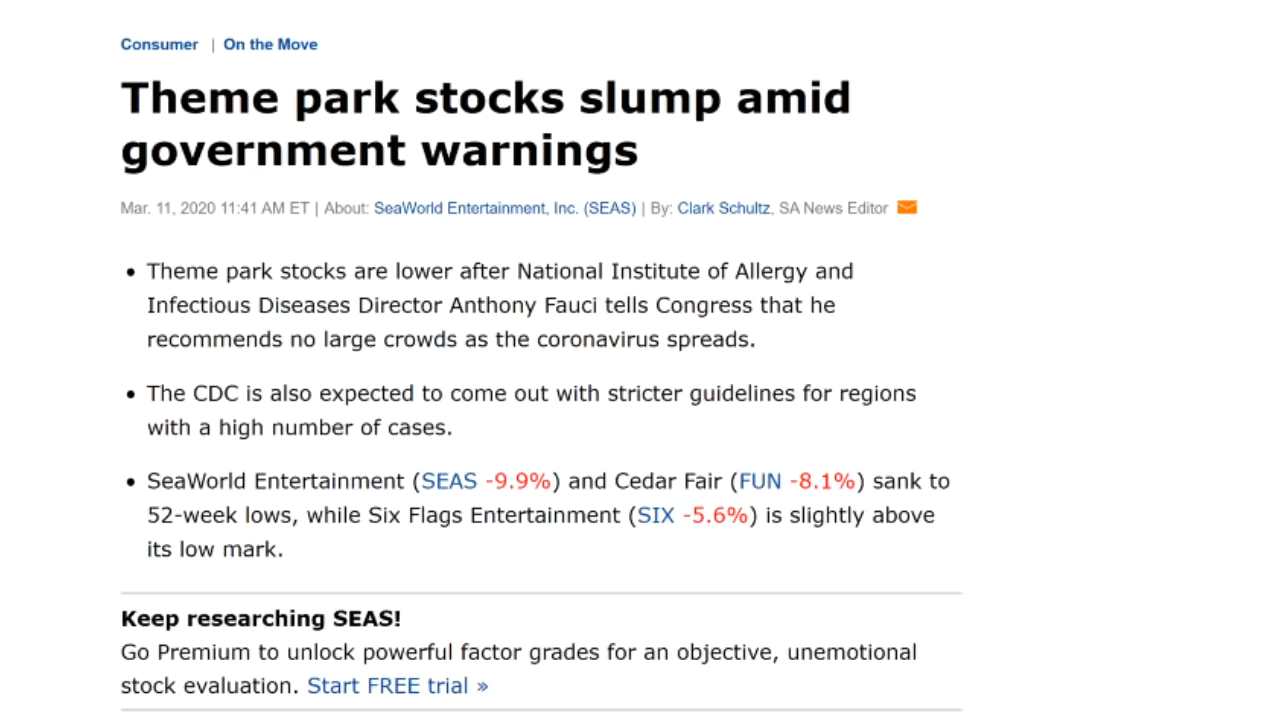 Consumer | On the Move
Theme park stocks slump amid
government warnings
Mar. 11, 2020 11:41 AM ET | About: SeaWorld Entertainment, Inc. (SEAS) | By: Clark Schultz, SA News Editor
• Theme park stocks are lower after National Institute of Allergy and
Infectious Diseases Director Anthony Fauci tells Congress that he
recommends no large crowds as the coronavirus spreads.
• The CDC is also expected to come out with stricter guidelines for regions
with a high number of cases.
• SeaWorld Entertainment (SEAS -9.9%) and Cedar Fair (FUN -8.1%) sank to
52-week lows, while Six Flags Entertainment (SIX -5.6%) is slightly above
its low mark.
Keep researching SEAS!
Go Premium to unlock powerful factor grades for an objective, unemotional
stock evaluation. Start FREE trial »